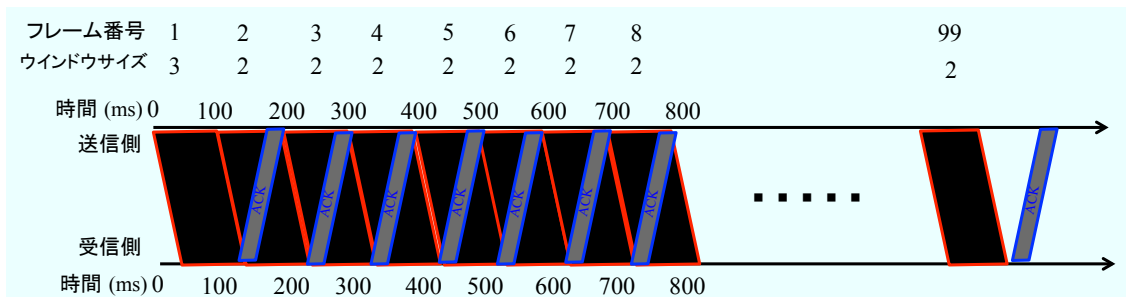 フレーム番号 1 2 3 4 5 6 7 8 99
ウインドウサイズ 3 2 2 2 2 2 2 2 2
時間 (ms) 0 100 200 300 400 500 600 700 800
送信側
ACK ACK ACK ACK ACK ACK ACK ACK
受信側
時間 (ms) 0 100 200 300 400 500 600 700 800